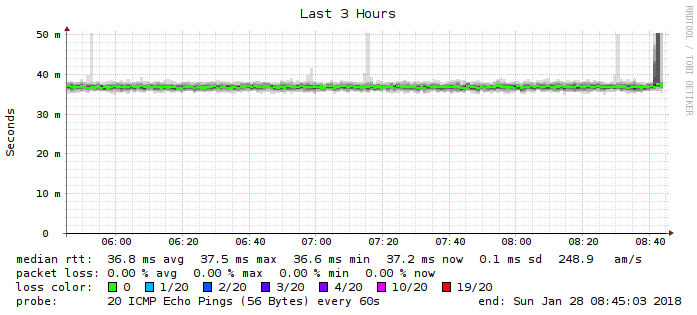 Last 3 Hours
RRDTOOL / TOBI OETIKER
Seconds
50 m
40 m
30 m
20 m
10 m
0
06:00 06:20 06:40 07:00 07:20 07:40 08:00 08:20 08:40
median rtt: 36.8 ms avg 37.5 ms max 36.6 ms min 37.2 ms now 0.1 ms sd 248.9 am/s
packet loss: 0.00 % avg 0.00 % max 0.00 % min 0.00 % now
loss color: 0 1/20 2/20 3/20 4/20 10/20 19/20
probe: 20 ICMP Echo Pings (56 Bytes) every 60s end: Sun Jan 28 08:45:03 2018